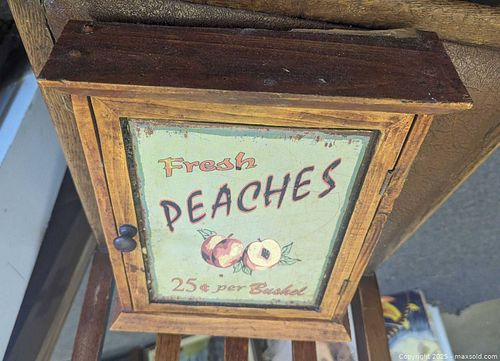 Fresh
PEACHES
25¢ per Bushel
Copyright © 2025 - maxsold.com